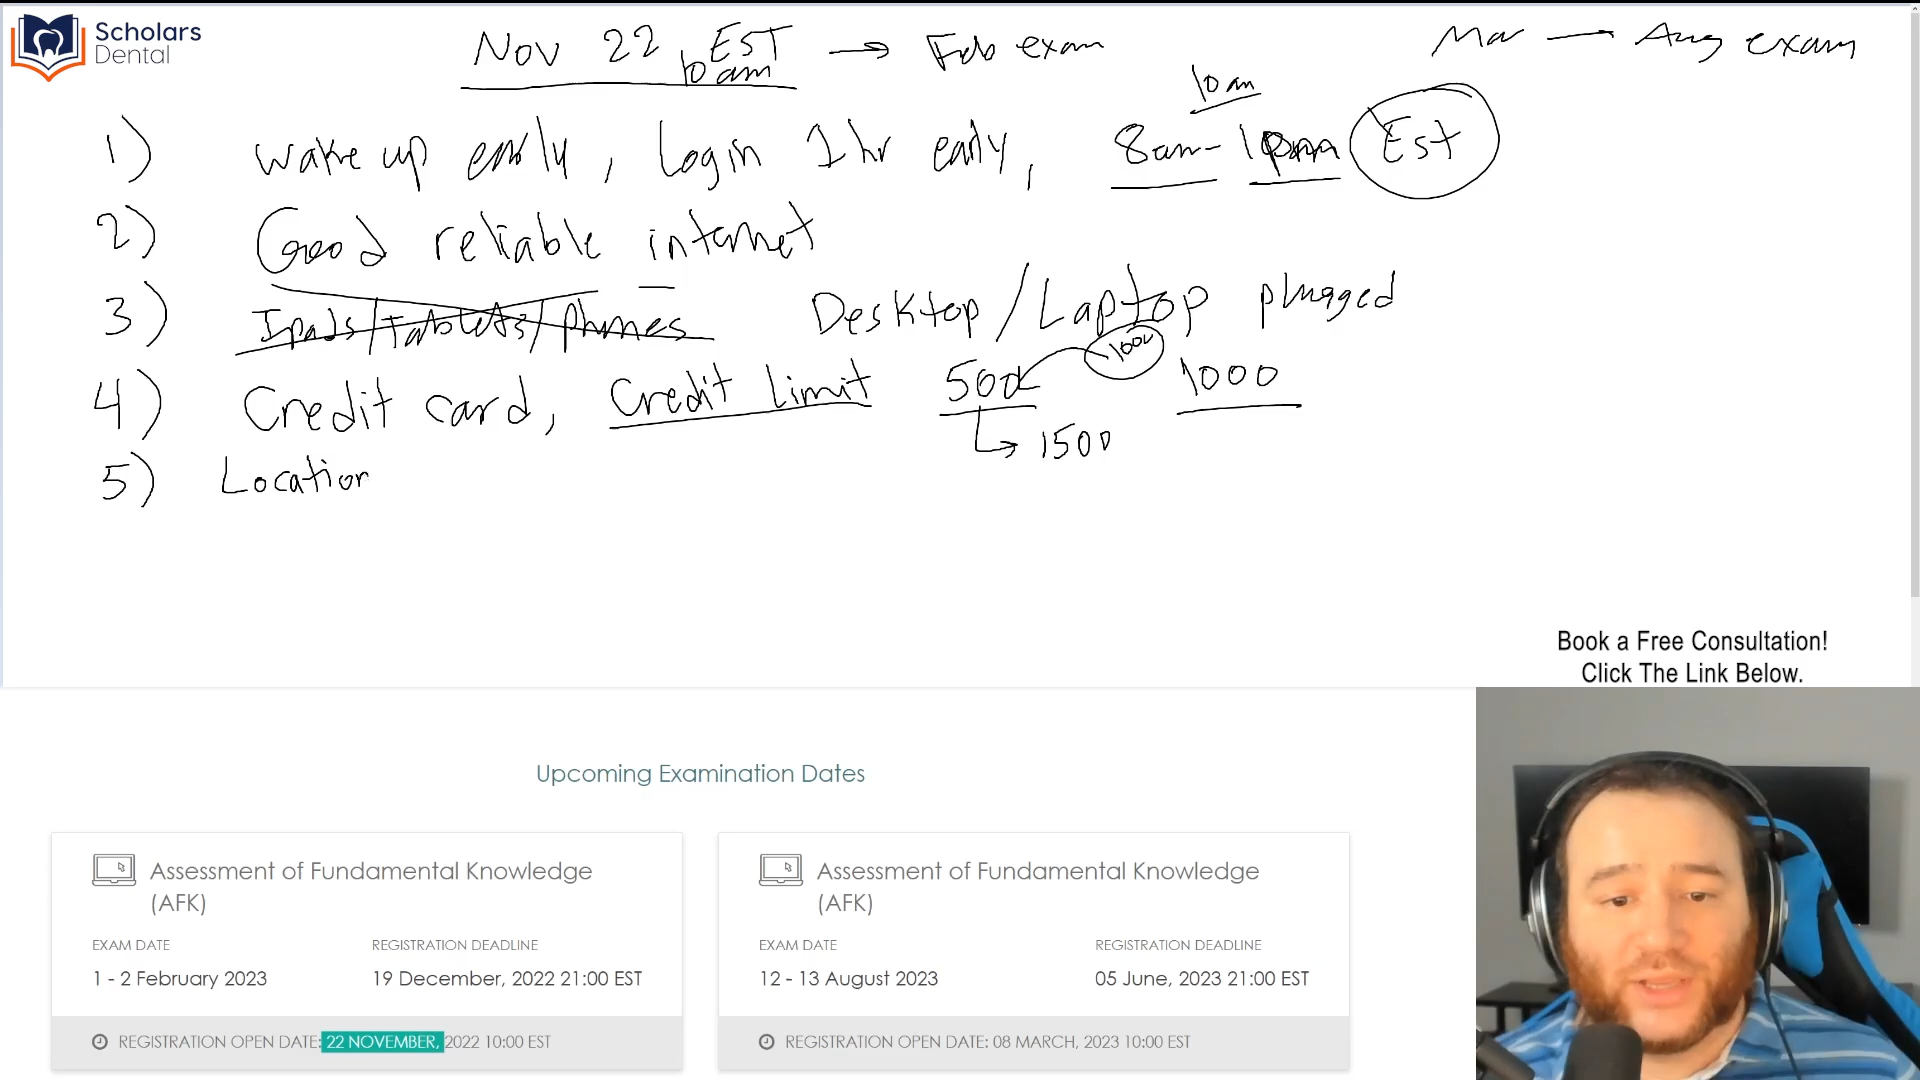 Scholars
Dental
Nov 22 EST → Feb exam
10 am
Mar → Aug exam
10 am
1) wake up early, Login 1 hr early, 8am - Est
2) Good reliable internet
3) Ipads/Tablets/phones Desktop/Laptop plugged
4) Credit card, Credit Limit 500 1000 1000
↳ 1500
5) Location
Book a Free Consultation!
Click The Link Below.
Upcoming Examination Dates
Assessment of Fundamental Knowledge
(AFK)
EXAM DATE REGISTRATION DEADLINE
1 - 2 February 2023 19 December, 2022 21:00 EST
REGISTRATION OPEN DATE: 22 NOVEMBER, 2022 10:00 EST
Assessment of Fundamental Knowledge
(AFK)
EXAM DATE REGISTRATION DEADLINE
12 - 13 August 2023 05 June, 2023 21:00 EST
REGISTRATION OPEN DATE: 08 MARCH, 2023 10:00 EST